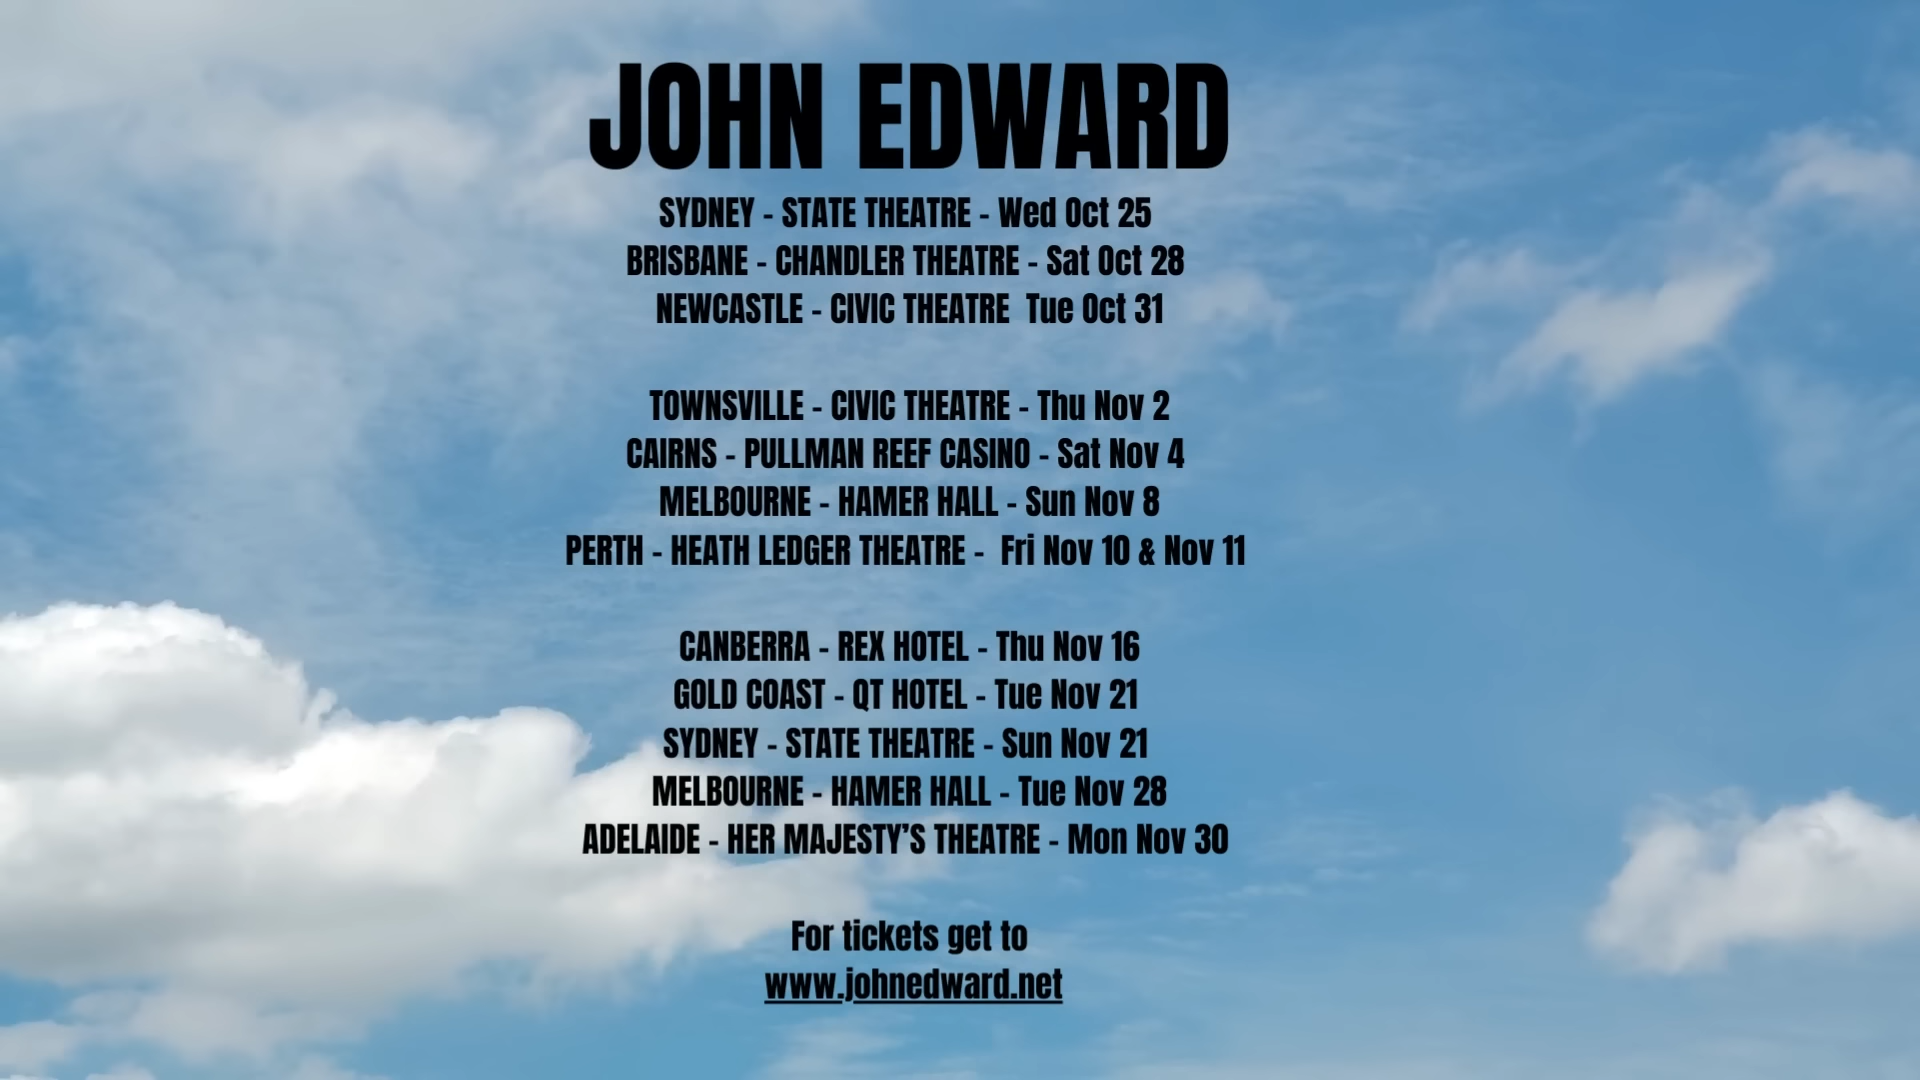 JOHN EDWARD
SYDNEY - STATE THEATRE - Wed Oct 25
BRISBANE - CHANDLER THEATRE - Sat Oct 28
NEWCASTLE - CIVIC THEATRE  Tue Oct 31
TOWNSVILLE - CIVIC THEATRE - Thu Nov 2
CAIRNS - PULLMAN REEF CASINO - Sat Nov 4
MELBOURNE - HAMER HALL - Sun Nov 8
PERTH - HEATH LEDGER THEATRE -  Fri Nov 10 & Nov 11
CANBERRA - REX HOTEL - Thu Nov 16
GOLD COAST - QT HOTEL - Tue Nov 21
SYDNEY - STATE THEATRE - Sun Nov 21
MELBOURNE - HAMER HALL - Tue Nov 28
ADELAIDE - HER MAJESTY’S THEATRE - Mon Nov 30
For tickets get to
www.johnedward.net